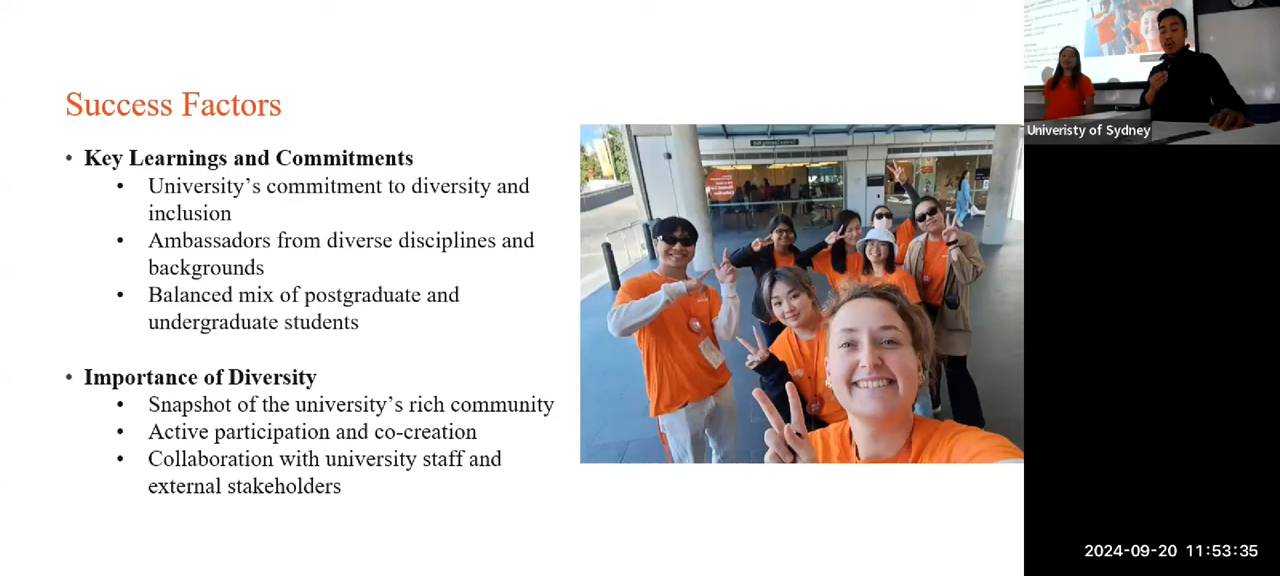 Success Factors
• Key Learnings and Commitments
• University's commitment to diversity and
inclusion
• Ambassadors from diverse disciplines and
backgrounds
• Balanced mix of postgraduate and
undergraduate students
• Importance of Diversity
• Snapshot of the university's rich community
• Active participation and co-creation
• Collaboration with university staff and
external stakeholders
Univeristy of Sydney
2024-09-20 11:53:35